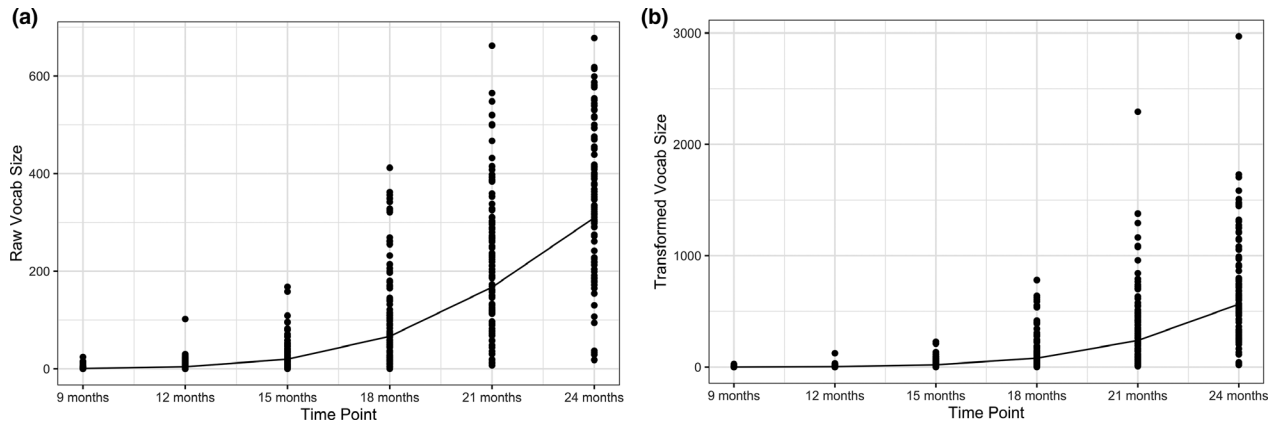 (a)
Raw Vocab Size
600
400
200
0
9 months 12 months 15 months 18 months 21 months 24 months
Time Point
(b)
Transformed Vocab Size
3000
2000
1000
0
9 months 12 months 15 months 18 months 21 months 24 months
Time Point